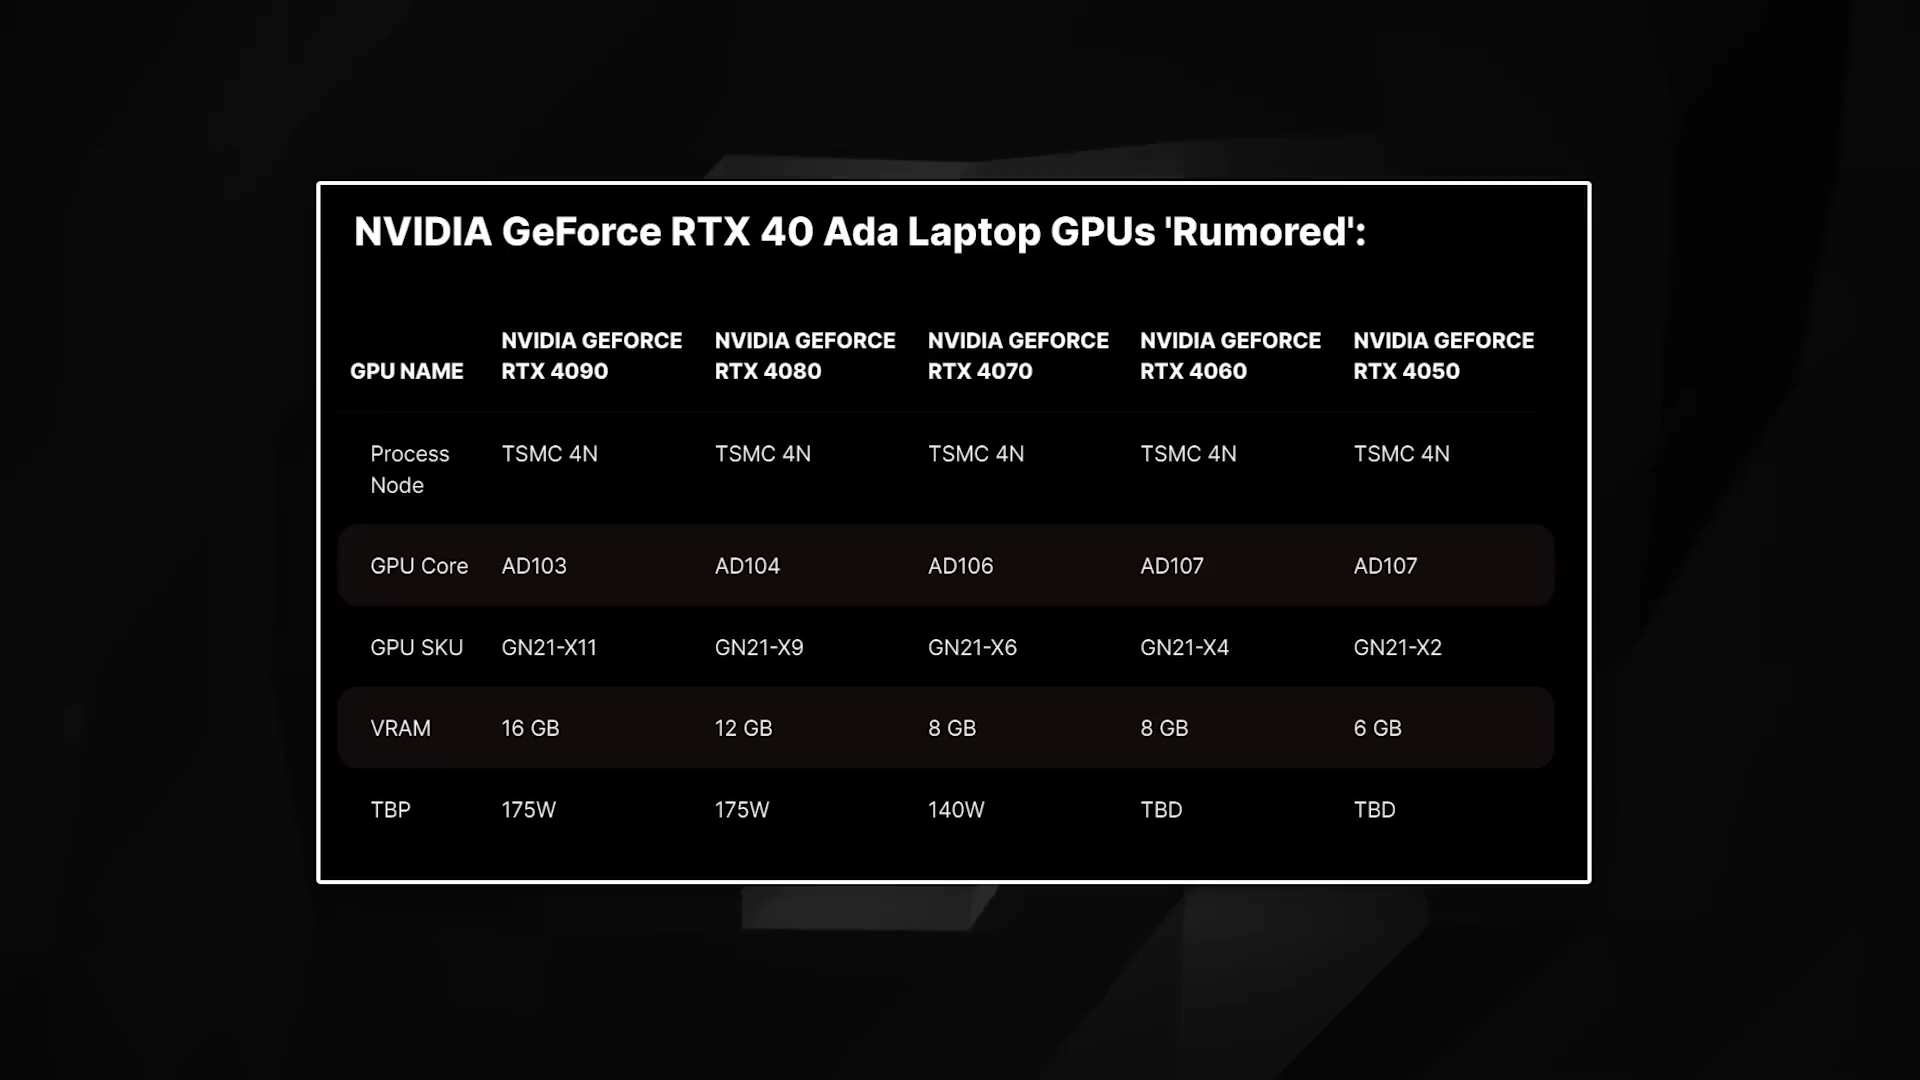 NVIDIA GeForce RTX 40 Ada Laptop GPUs 'Rumored':
GPU NAME NVIDIA GEFORCE RTX 4090 NVIDIA GEFORCE RTX 4080 NVIDIA GEFORCE RTX 4070 NVIDIA GEFORCE RTX 4060 NVIDIA GEFORCE RTX 4050
Process Node TSMC 4N TSMC 4N TSMC 4N TSMC 4N TSMC 4N
GPU Core AD103 AD104 AD106 AD107 AD107
GPU SKU GN21-X11 GN21-X9 GN21-X6 GN21-X4 GN21-X2
VRAM 16 GB 12 GB 8 GB 8 GB 6 GB
TBP 175W 175W 140W TBD TBD